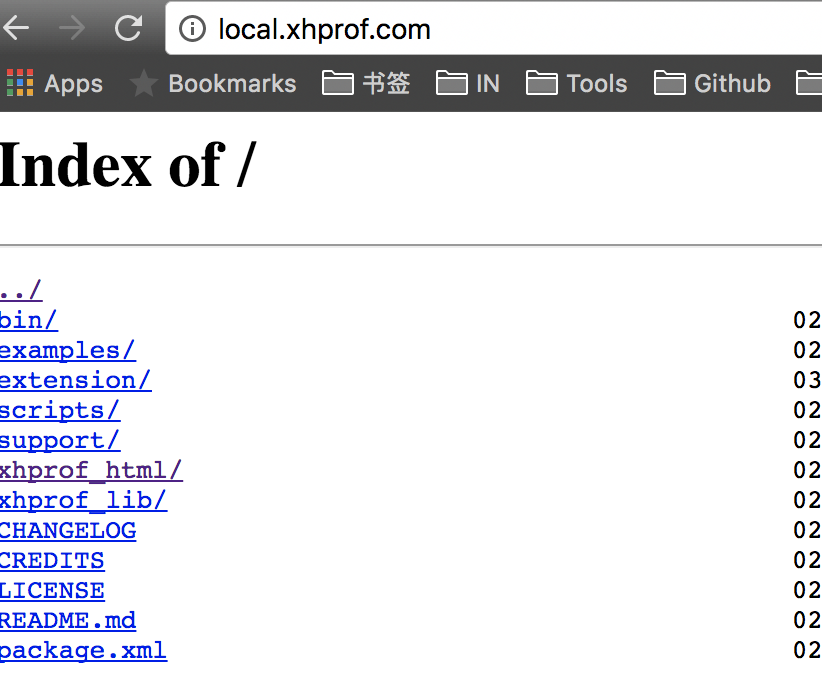 local.xhprof.com
Apps Bookmarks 书签 IN Tools Github
Index of /
../
bin/ 02
examples/ 02
extension/ 03
scripts/ 02
support/ 02
xhprof_html/ 02
xhprof_lib/ 02
CHANGELOG 02
CREDITS 02
LICENSE 02
README.md 02
package.xml 02